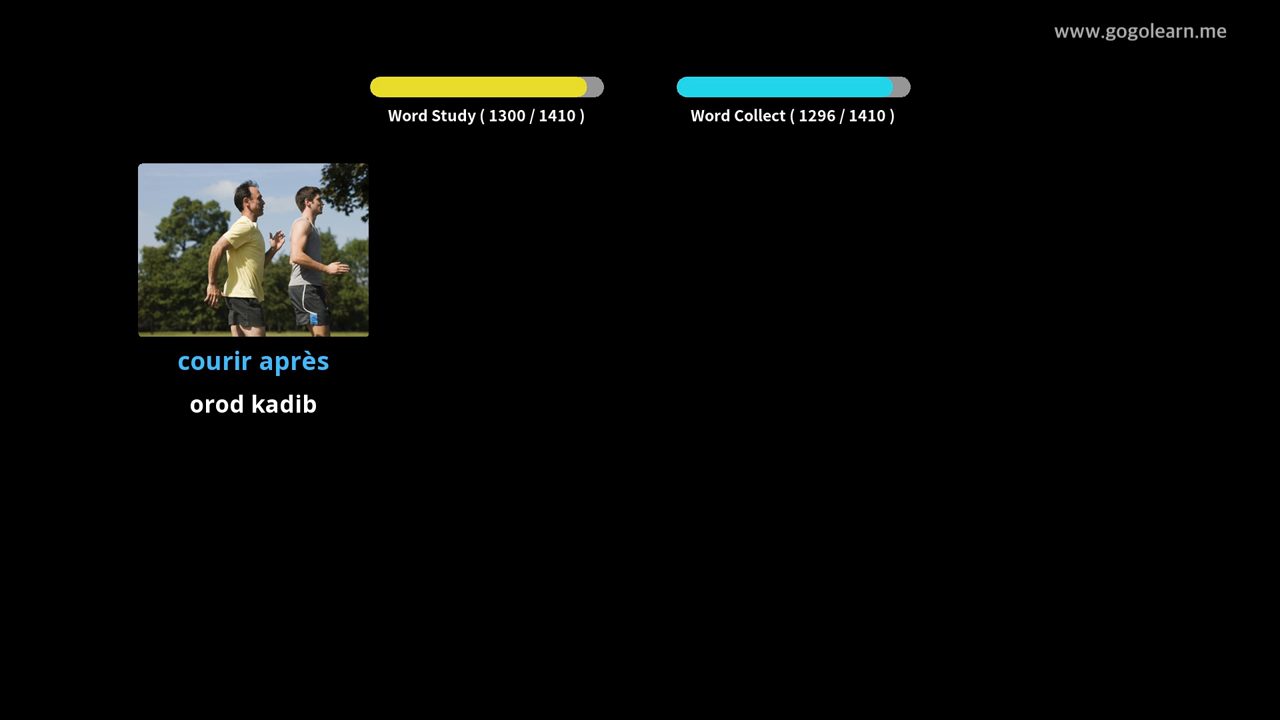 www.gogolearn.me
Word Study ( 1300 / 1410 )
Word Collect ( 1296 / 1410 )
courir après
orod kadib